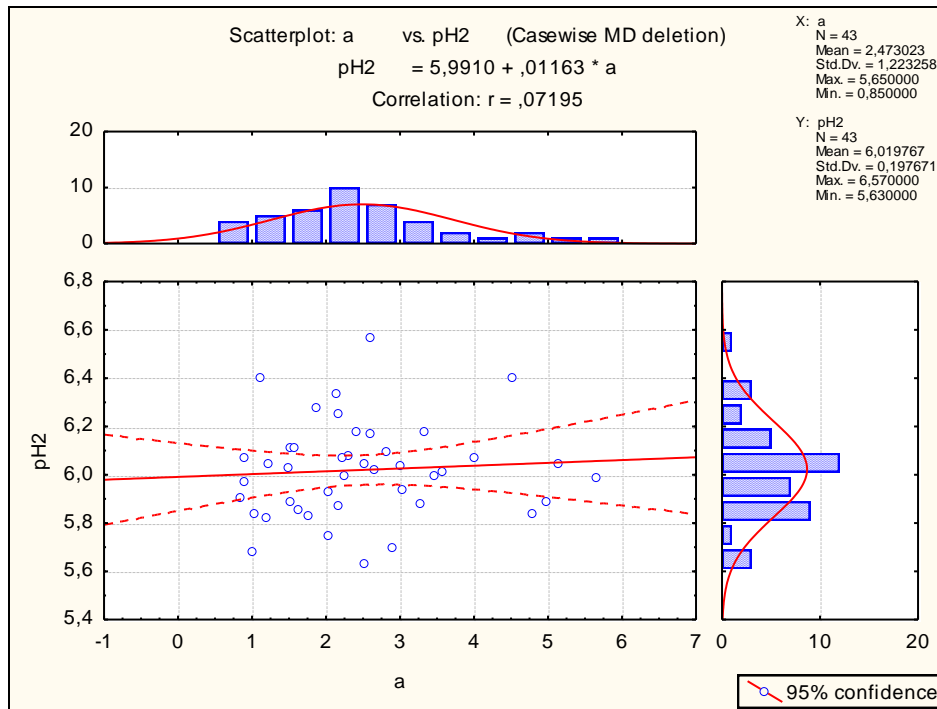 Scatterplot: a vs. pH2 (Casewise MD deletion)
pH2 = 5,9910 + ,01163 * a
Correlation: r = ,07195
X: a
N = 43
Mean = 2,473023
Std.Dv. = 1,223258
Max. = 5,650000
Min. = 0,850000
Y: pH2
N = 43
Mean = 6,019767
Std.Dv. = 0,197671
Max. = 6,570000
Min. = 5,630000
20
10
0
6,8
6,6
6,4
6,2
6,0
5,8
5,6
5,4
pH2
-1 0 1 2 3 4 5 6 7
a
0 10 20
95% confidence